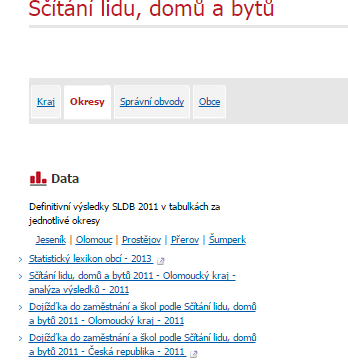 Sčítání lidu, domů a bytů
Kraj Okresy Správní obvody Obce
Data
Definitivní výsledky SLDB 2011 v tabulkách za
jednotlivé okresy
Jeseník | Olomouc | Prostějov | Přerov | Šumperk
Statistický lexikon obcí - 2013
Sčítání lidu, domů a bytů 2011 - Olomoucký kraj -
analýza výsledků - 2011
Dojížďka do zaměstnání a škol podle Sčítání lidu, domů
a bytů 2011 - Olomoucký kraj - 2011
Dojížďka do zaměstnání a škol podle Sčítání lidu, domů
a bytů 2011 - Česká republika - 2011